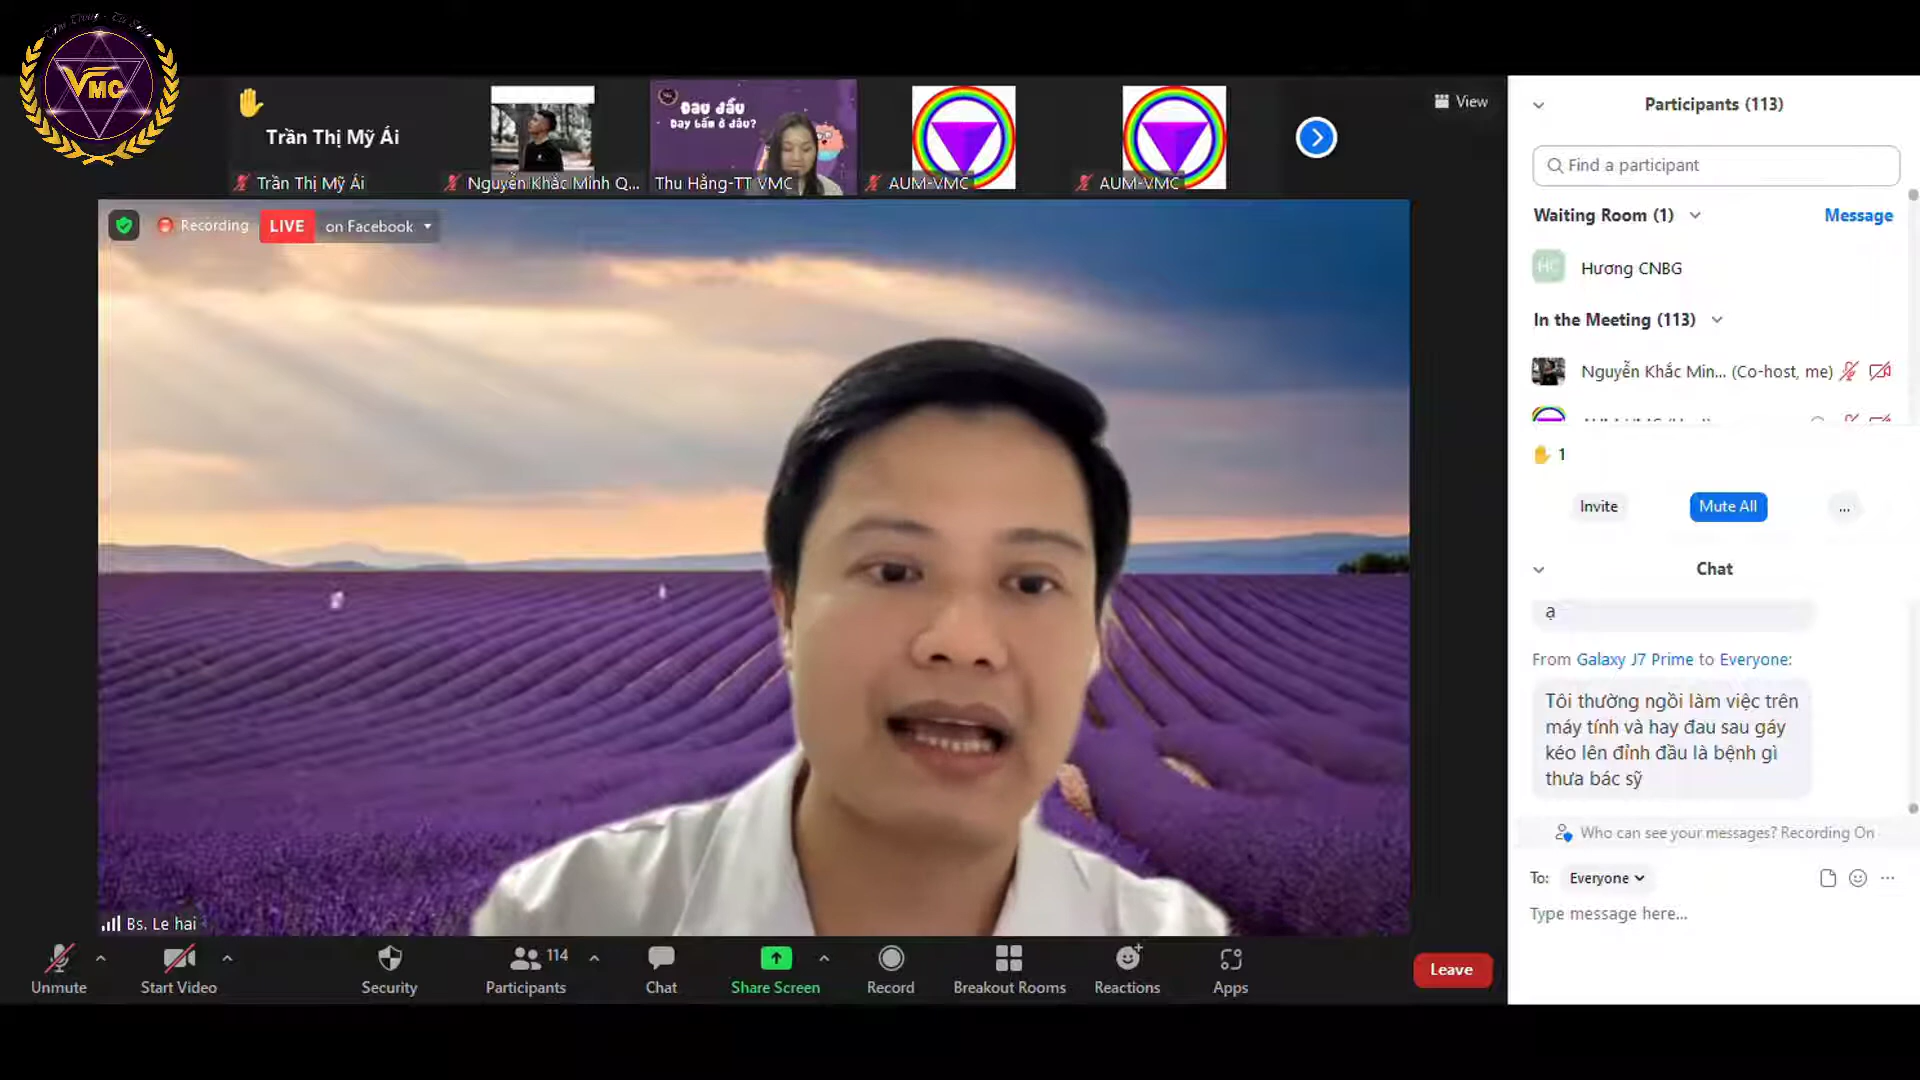 VMC
Trần Thị Mỹ Ái
Trần Thị Mỹ Ái
Nguyễn Khắc Minh Q...
Đau đầu
Day bấm ở đâu?
Thu Hằng-TT VMC
AUM-VMC
AUM-VMC
View
Recording
LIVE
on Facebook
Bs. Le hai
Unmute
Start Video
Security
114
Participants
Chat
Share Screen
Record
Breakout Rooms
Reactions
Apps
Leave
Participants (113)
Find a participant
Waiting Room (1)
Message
HC
Hương CNBG
In the Meeting (113)
Nguyễn Khắc Min... (Co-host, me)
1
Invite
Mute All
...
Chat
ạ
From Galaxy J7 Prime to Everyone:
Tôi thường ngồi làm việc trên
máy tính và hay đau sau gáy
kéo lên đỉnh đầu là bệnh gì
thưa bác sỹ
Who can see your messages? Recording On
To: Everyone
Type message here...